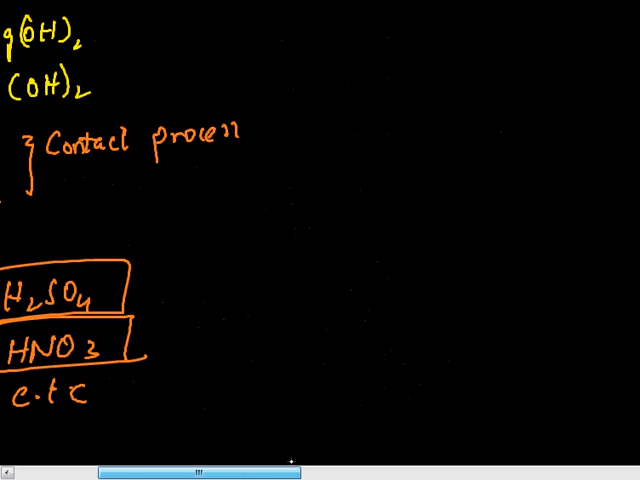 g(OH)₂
(OH)₂
} Contact process
H₂SO₄
HNO₃
e.t c